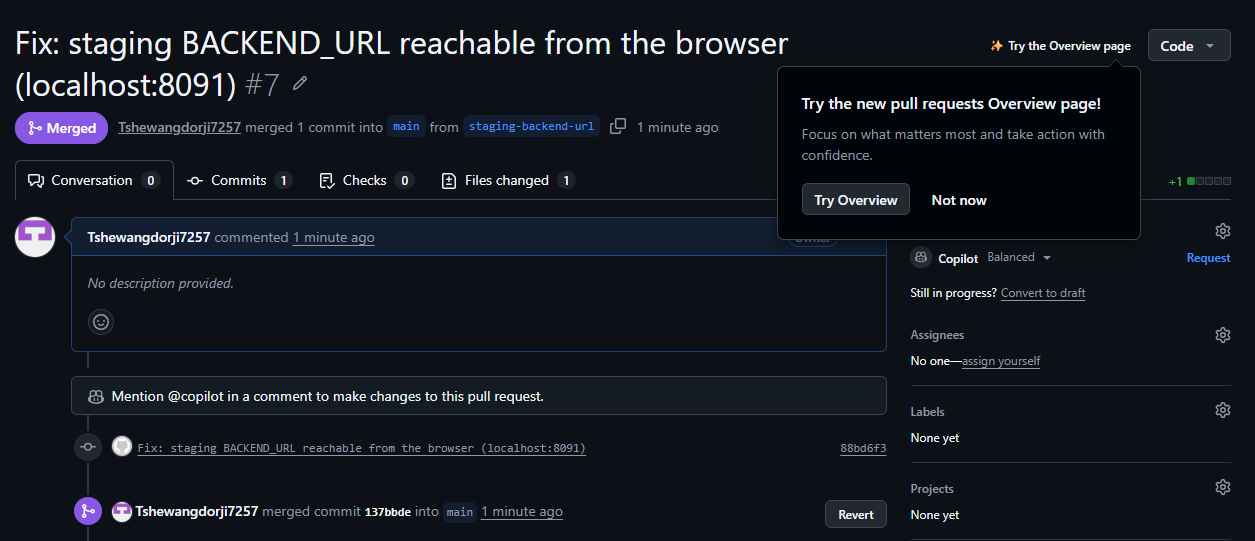 Fix: staging BACKEND_URL reachable from the browser
(localhost:8091) #7
Try the Overview page
Code
Try the new pull requests Overview page!
Focus on what matters most and take action with
confidence.
Try Overview
Not now
Merged
Tshewangdorji7257 merged 1 commit into main from staging-backend-url 1 minute ago
Conversation 0
Commits 1
Checks 0
Files changed 1
+1
Tshewangdorji7257 commented 1 minute ago
No description provided.
Copilot Balanced
Request
Still in progress? Convert to draft
Assignees
No one—assign yourself
Mention @copilot in a comment to make changes to this pull request.
Labels
None yet
Fix: staging BACKEND_URL reachable from the browser (localhost:8091)
88bd6f3
Projects
None yet
Tshewangdorji7257 merged commit 137bbde into main 1 minute ago
Revert